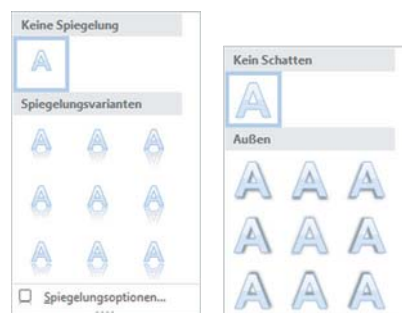 Keine Spiegelung
A
Spiegelungsvarianten
A A A
A A A
A A A
Spiegelungsoptionen...
Kein Schatten
A
Außen
A A A
A A A
A A A